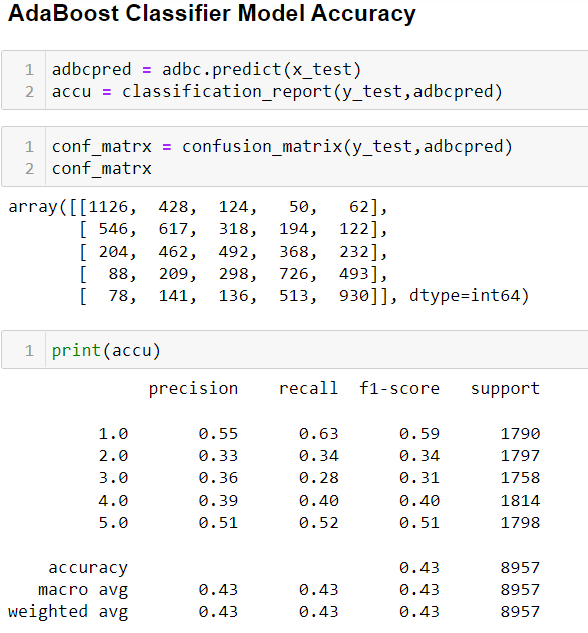 AdaBoost Classifier Model Accuracy
1 adbcpred = adbc.predict(x_test)
2 accu = classification_report(y_test,adbcpred)
1 conf_matrx = confusion_matrix(y_test,adbcpred)
2 conf_matrx
array([[1126, 428, 124, 50, 62],
[ 546, 617, 318, 194, 122],
[ 204, 462, 492, 368, 232],
[ 88, 209, 298, 726, 493],
[ 78, 141, 136, 513, 930]], dtype=int64)
1 print(accu)
precision recall f1-score support
1.0 0.55 0.63 0.59 1790
2.0 0.33 0.34 0.34 1797
3.0 0.36 0.28 0.31 1758
4.0 0.39 0.40 0.40 1814
5.0 0.51 0.52 0.51 1798
accuracy 0.43 8957
macro avg 0.43 0.43 0.43 8957
weighted avg 0.43 0.43 0.43 8957